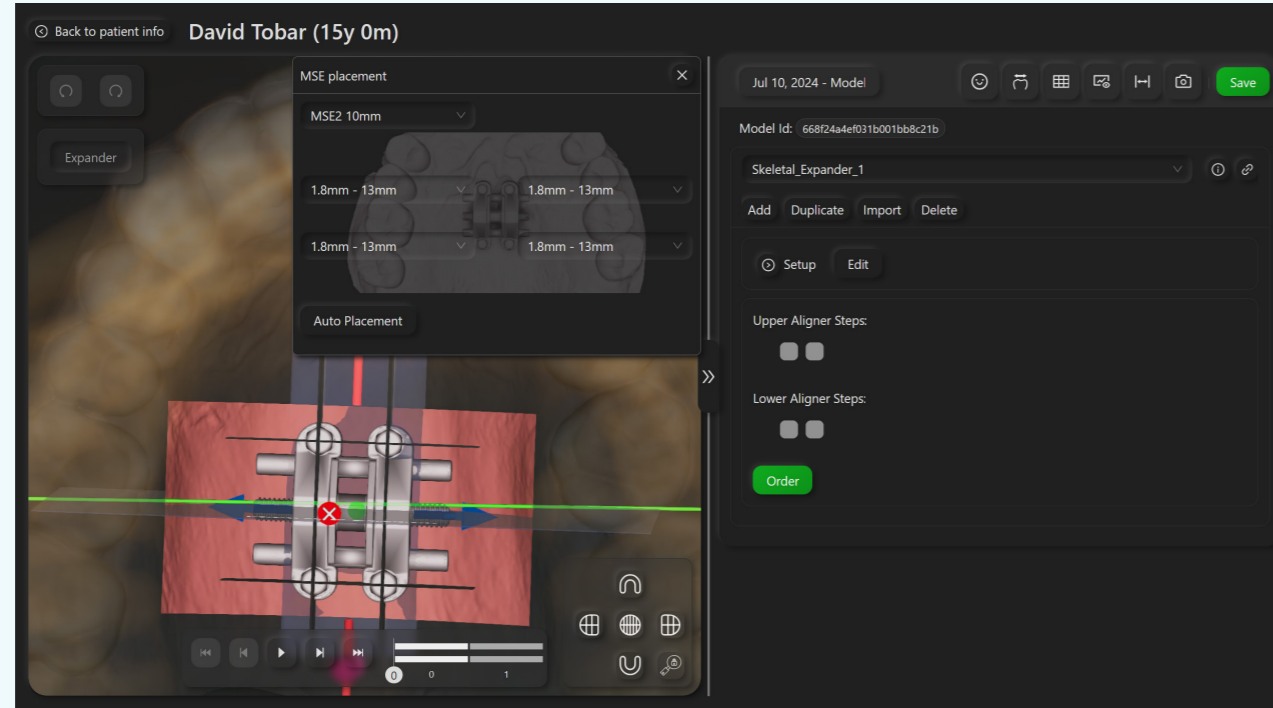 Back to patient info
David Tobar (15y 0m)
MSE placement
MSE2 10mm
Expander
1.8mm - 13mm
1.8mm - 13mm
1.8mm - 13mm
1.8mm - 13mm
Auto Placement
0
0
1
Jul 10, 2024 - Model
Save
Model Id: 668f24a4ef031b001bb8c21b
Skeletal_Expander_1
Add Duplicate Import Delete
Setup Edit
Upper Aligner Steps:
Lower Aligner Steps:
Order